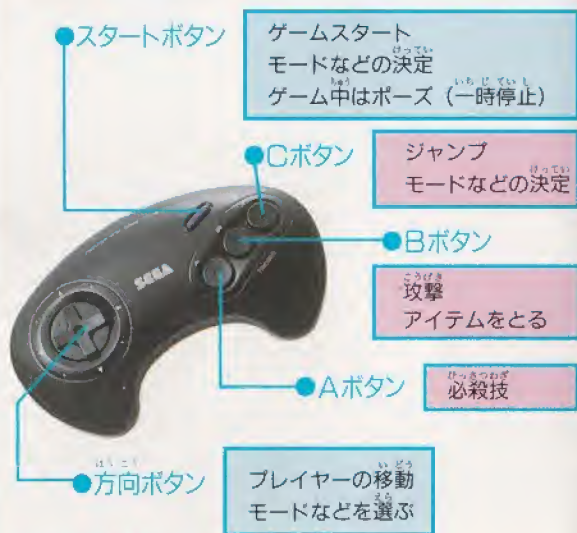 スタートボタン
ゲームスタート
モードなどの決定
ゲーム中はポーズ（一時停止）
Cボタン
ジャンプ
モードなどの決定
Bボタン
攻撃
アイテムをとる
SEGA
Aボタン
必殺技
方向ボタン
プレイヤーの移動
モードなどを選ぶ